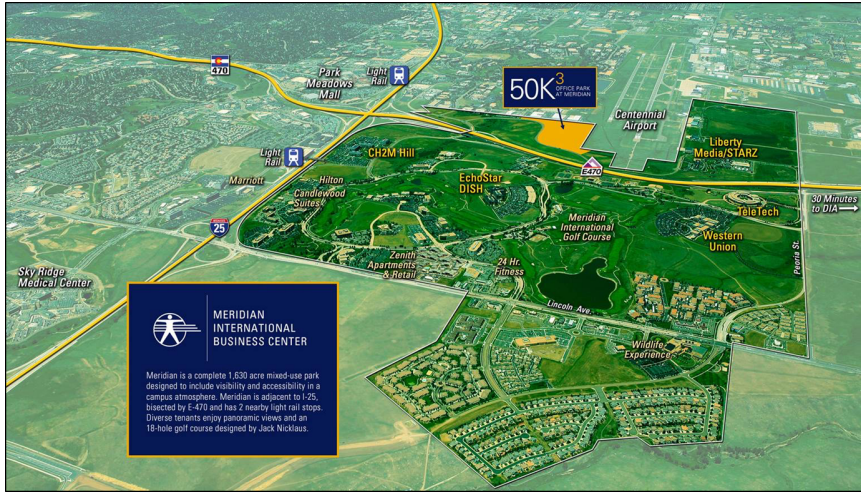 COLORADO
470
Park
Meadows
Mall
Light
Rail
50K3
OFFICE PARK
AT MERIDIAN
Centennial
Airport
Liberty
Media/STARZ
CH2M Hill
Light
Rail
E470
Marriott
Hilton
Candlewood
Suites
EchoStar
DISH
30 Minutes
to DIA
TeleTech
25
Meridian
International
Golf Course
Western
Union
Peoria St.
Zenith
Apartments
& Retail
24 Hr.
Fitness
Sky Ridge
Medical Center
Lincoln Ave.
Wildlife
Experience
MERIDIAN
INTERNATIONAL
BUSINESS CENTER
Meridian is a complete 1,630 acre mixed-use park
designed to include visibility and accessibility in a
campus atmosphere. Meridian is adjacent to I-25,
bisected by E-470 and has 2 nearby light rail stops.
Diverse tenants enjoy panoramic views and an
18-hole golf course designed by Jack Nicklaus.